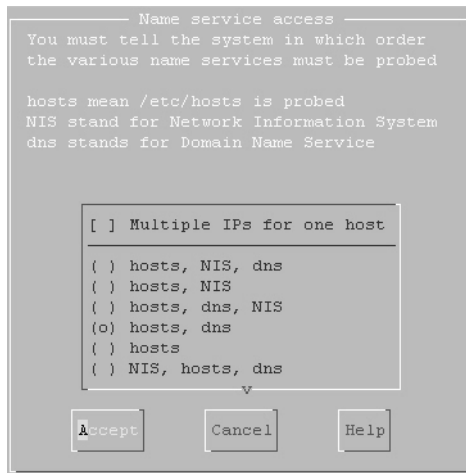 Name service access
You must tell the system in which order
the various name services must be probed
hosts mean /etc/hosts is probed
NIS stand for Network Information System
dns stands for Domain Name Service
[ ] Multiple IPs for one host
( ) hosts, NIS, dns
( ) hosts, NIS
( ) hosts, dns, NIS
(o) hosts, dns
( ) hosts
( ) NIS, hosts, dns
v
Accept Cancel Help